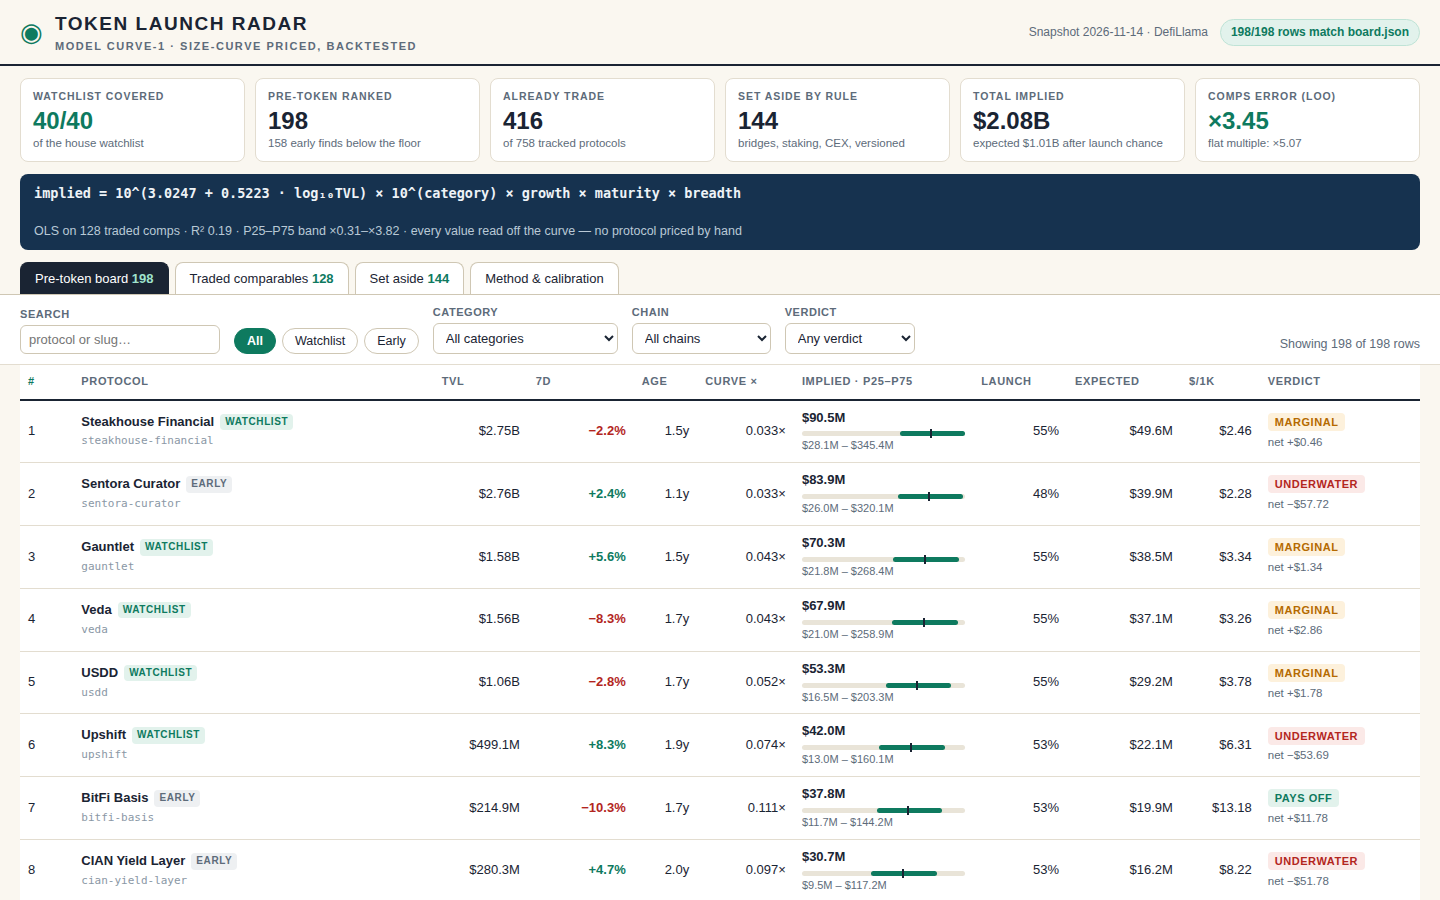 TOKEN LAUNCH RADAR
MODEL CURVE-1 · SIZE-CURVE PRICED, BACKTESTED
Snapshot 2026-11-14 · DefiLlama
198/198 rows match board.json
WATCHLIST COVERED
40/40
of the house watchlist
PRE-TOKEN RANKED
198
158 early finds below the floor
ALREADY TRADE
416
of 758 tracked protocols
SET ASIDE BY RULE
144
bridges, staking, CEX, versioned
TOTAL IMPLIED
$2.08B
expected $1.01B after launch chance
COMPS ERROR (LOO)
×3.45
flat multiple: ×5.07
implied = 10^(3.0247 + 0.5223 · log₁₀TVL) × 10^(category) × growth × maturity × breadth
OLS on 128 traded comps · R² 0.19 · P25–P75 band ×0.31–×3.82 · every value read off the curve — no protocol priced by hand
Pre-token board 198
Traded comparables 128
Set aside 144
Method & calibration
SEARCH
protocol or slug…
All
Watchlist
Early
CATEGORY
All categories
CHAIN
All chains
VERDICT
Any verdict
Showing 198 of 198 rows
# PROTOCOL TVL 7D AGE CURVE × IMPLIED · P25–P75 LAUNCH EXPECTED $/1K VERDICT
1 Steakhouse Financial WATCHLIST $2.75B −2.2% 1.5y 0.033× $90.5M 55% $49.6M $2.46 MARGINAL
steakhouse-financial $28.1M – $345.4M net +$0.46
2 Sentora Curator EARLY $2.76B +2.4% 1.1y 0.033× $83.9M 48% $39.9M $2.28 UNDERWATER
sentora-curator $26.0M – $320.1M net −$57.72
3 Gauntlet WATCHLIST $1.58B +5.6% 1.5y 0.043× $70.3M 55% $38.5M $3.34 MARGINAL
gauntlet $21.8M – $268.4M net +$1.34
4 Veda WATCHLIST $1.56B −8.3% 1.7y 0.043× $67.9M 55% $37.1M $3.26 MARGINAL
veda $21.0M – $258.9M net +$2.86
5 USDD WATCHLIST $1.06B −2.8% 1.7y 0.052× $53.3M 55% $29.2M $3.78 MARGINAL
usdd $16.5M – $203.3M net +$1.78
6 Upshift WATCHLIST $499.1M +8.3% 1.9y 0.074× $42.0M 53% $22.1M $6.31 UNDERWATER
upshift $13.0M – $160.1M net −$53.69
7 BitFi Basis EARLY $214.9M −10.3% 1.7y 0.111× $37.8M 53% $19.9M $13.18 PAYS OFF
bitfi-basis $11.7M – $144.2M net +$11.78
8 CIAN Yield Layer EARLY $280.3M +4.7% 2.0y 0.097× $30.7M 53% $16.2M $8.22 UNDERWATER
cian-yield-layer $9.5M – $117.2M net −$51.78